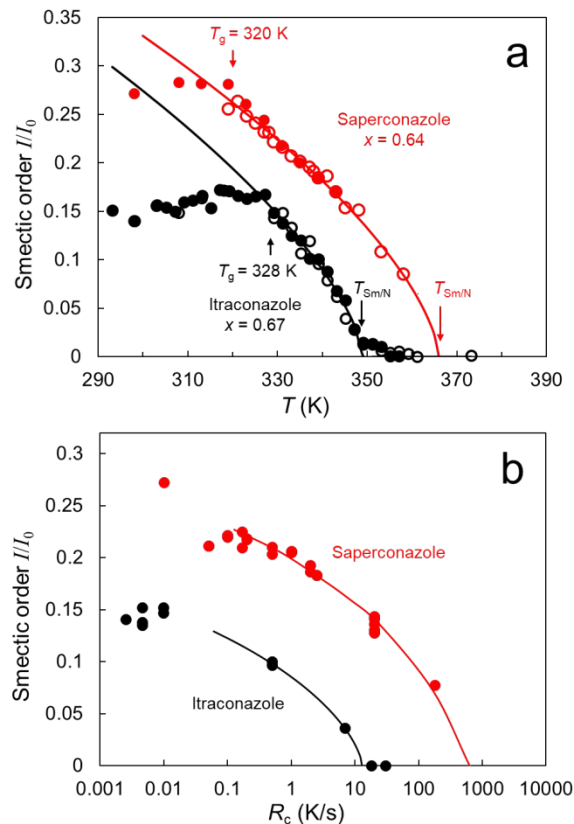 a
0.35
0.3
0.25
0.2
0.15
0.1
0.05
0
Smectic order I/I0
Tg = 320 K
Saperconazole
x = 0.64
Tg = 328 K
Itraconazole
x = 0.67
TSm/N
TSm/N
290 310 330 350 370 390
T (K)
b
0.3
0.25
0.2
0.15
0.1
0.05
0
Smectic order I/I0
Saperconazole
Itraconazole
0.001 0.01 0.1 1 10 100 1000 10000
Rc (K/s)